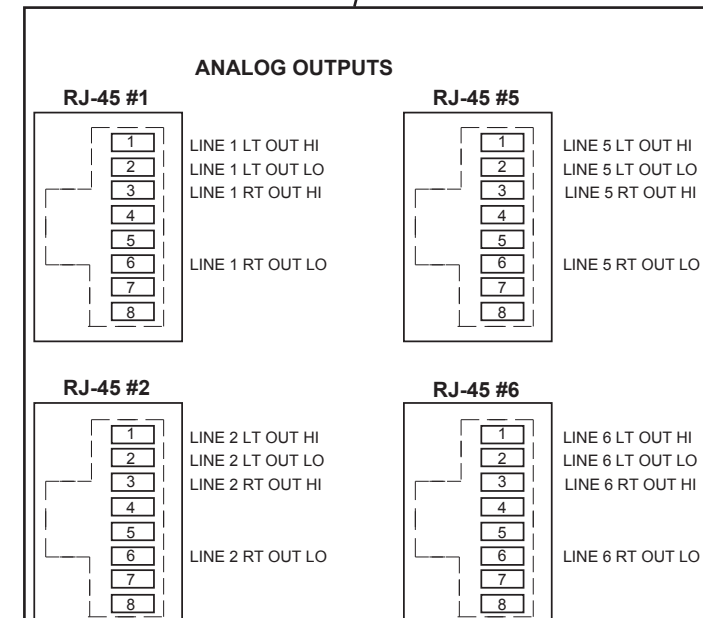 ANALOG OUTPUTS
RJ-45 #1
1 LINE 1 LT OUT HI
2 LINE 1 LT OUT LO
3 LINE 1 RT OUT HI
4
5
6 LINE 1 RT OUT LO
7
8
RJ-45 #5
1 LINE 5 LT OUT HI
2 LINE 5 LT OUT LO
3 LINE 5 RT OUT HI
4
5
6 LINE 5 RT OUT LO
7
8
RJ-45 #2
1 LINE 2 LT OUT HI
2 LINE 2 LT OUT LO
3 LINE 2 RT OUT HI
4
5
6 LINE 2 RT OUT LO
7
8
RJ-45 #6
1 LINE 6 LT OUT HI
2 LINE 6 LT OUT LO
3 LINE 6 RT OUT HI
4
5
6 LINE 6 RT OUT LO
7
8